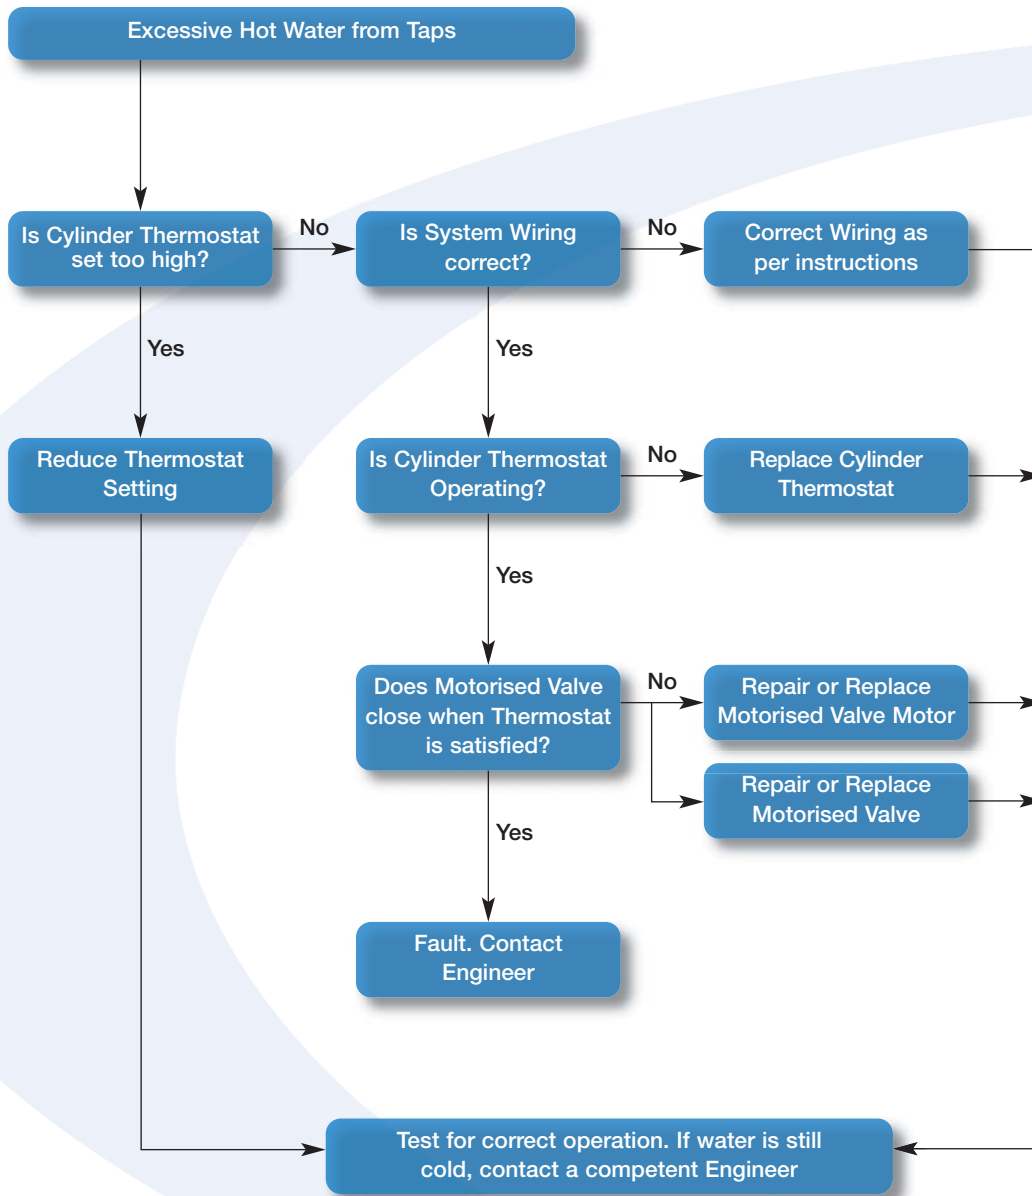 Excessive Hot Water from Taps
Is Cylinder Thermostat
set too high?
No
Is System Wiring
correct?
No
Correct Wiring as
per instructions
Yes
Yes
Reduce Thermostat
Setting
Is Cylinder Thermostat
Operating?
No
Replace Cylinder
Thermostat
Yes
Does Motorised Valve
close when Thermostat
is satisfied?
No
Repair or Replace
Motorised Valve Motor
Repair or Replace
Motorised Valve
Yes
Fault. Contact
Engineer
Test for correct operation. If water is still
cold, contact a competent Engineer